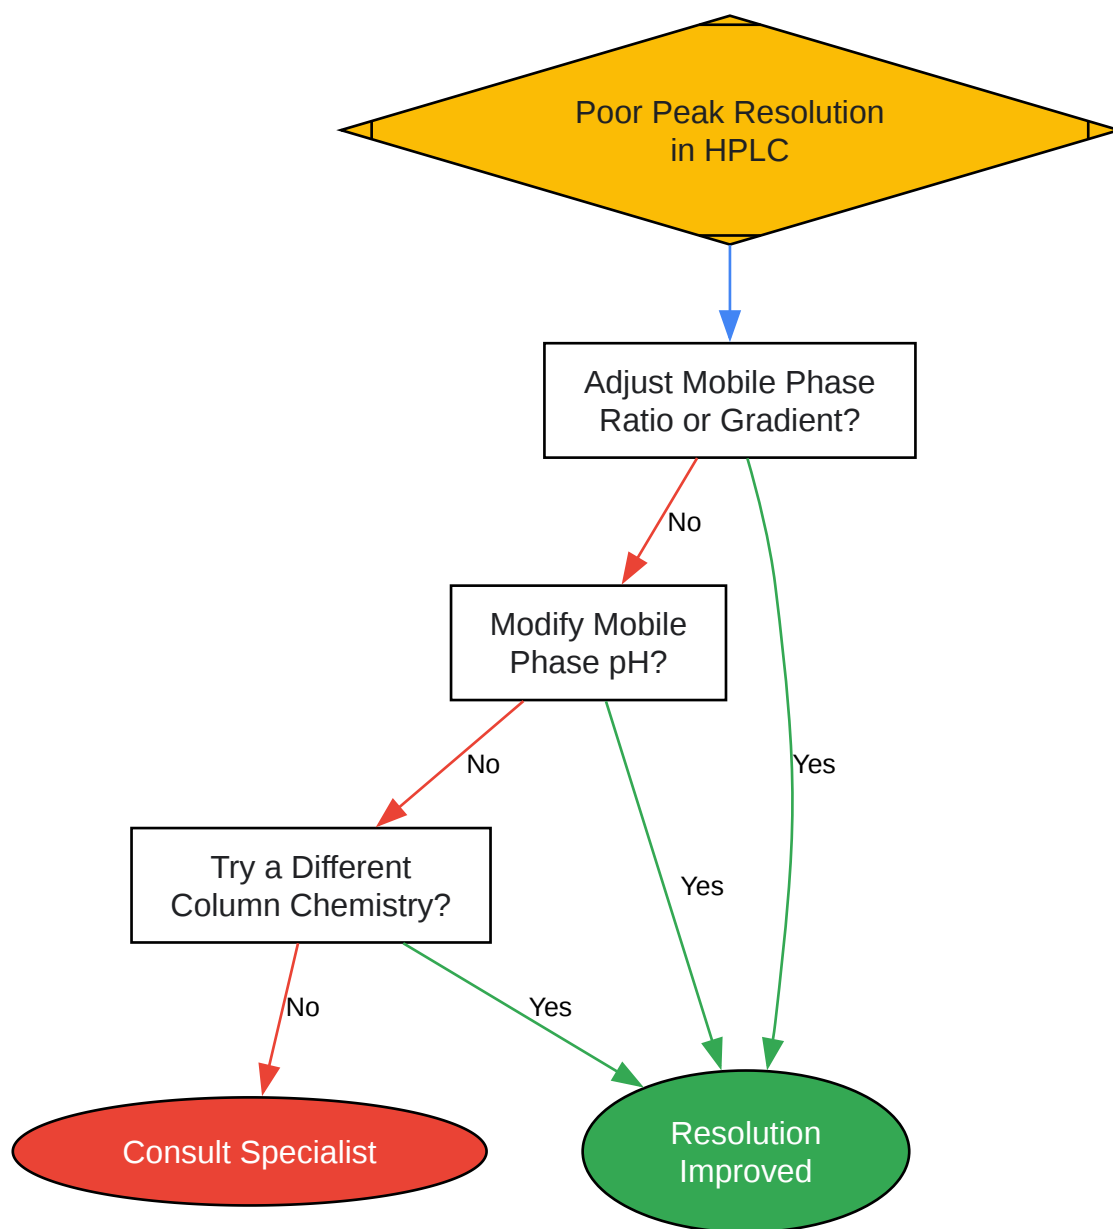 Poor Peak Resolution
in HPLC
Adjust Mobile Phase
Ratio or Gradient?
No
Modify Mobile
Phase pH?
No
Yes
Try a Different
Column Chemistry?
Yes
No
Yes
Consult Specialist
Resolution
Improved